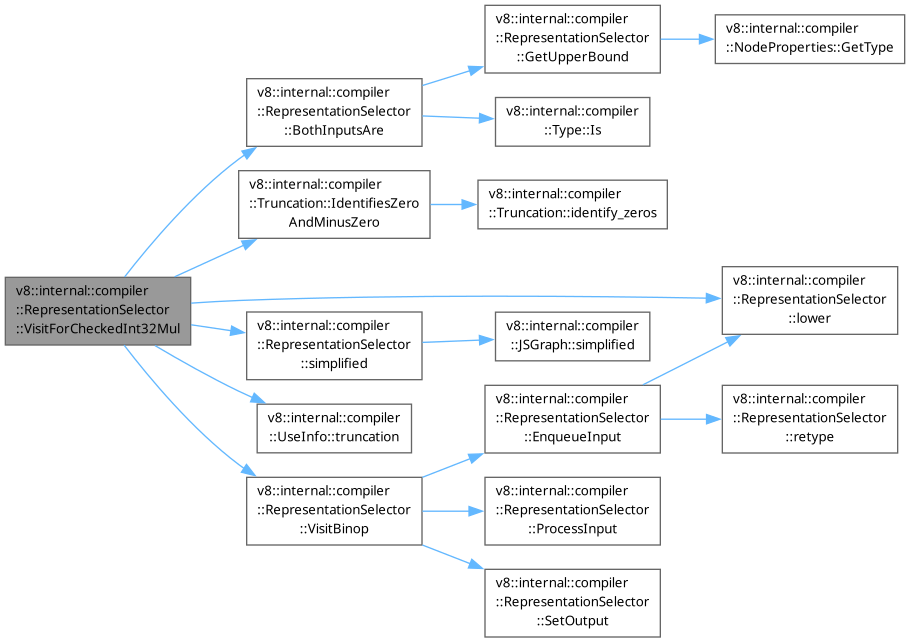 v8::internal::compiler
::RepresentationSelector
::GetUpperBound
v8::internal::compiler
::NodeProperties::GetType
v8::internal::compiler
::RepresentationSelector
::BothInputsAre
v8::internal::compiler
::Type::Is
v8::internal::compiler
::Truncation::IdentifiesZero
AndMinusZero
v8::internal::compiler
::Truncation::identify_zeros
v8::internal::compiler
::RepresentationSelector
::VisitForCheckedInt32Mul
v8::internal::compiler
::RepresentationSelector
::lower
v8::internal::compiler
::RepresentationSelector
::simplified
v8::internal::compiler
::JSGraph::simplified
v8::internal::compiler
::UseInfo::truncation
v8::internal::compiler
::RepresentationSelector
::EnqueueInput
v8::internal::compiler
::RepresentationSelector
::retype
v8::internal::compiler
::RepresentationSelector
::VisitBinop
v8::internal::compiler
::RepresentationSelector
::ProcessInput
v8::internal::compiler
::RepresentationSelector
::SetOutput